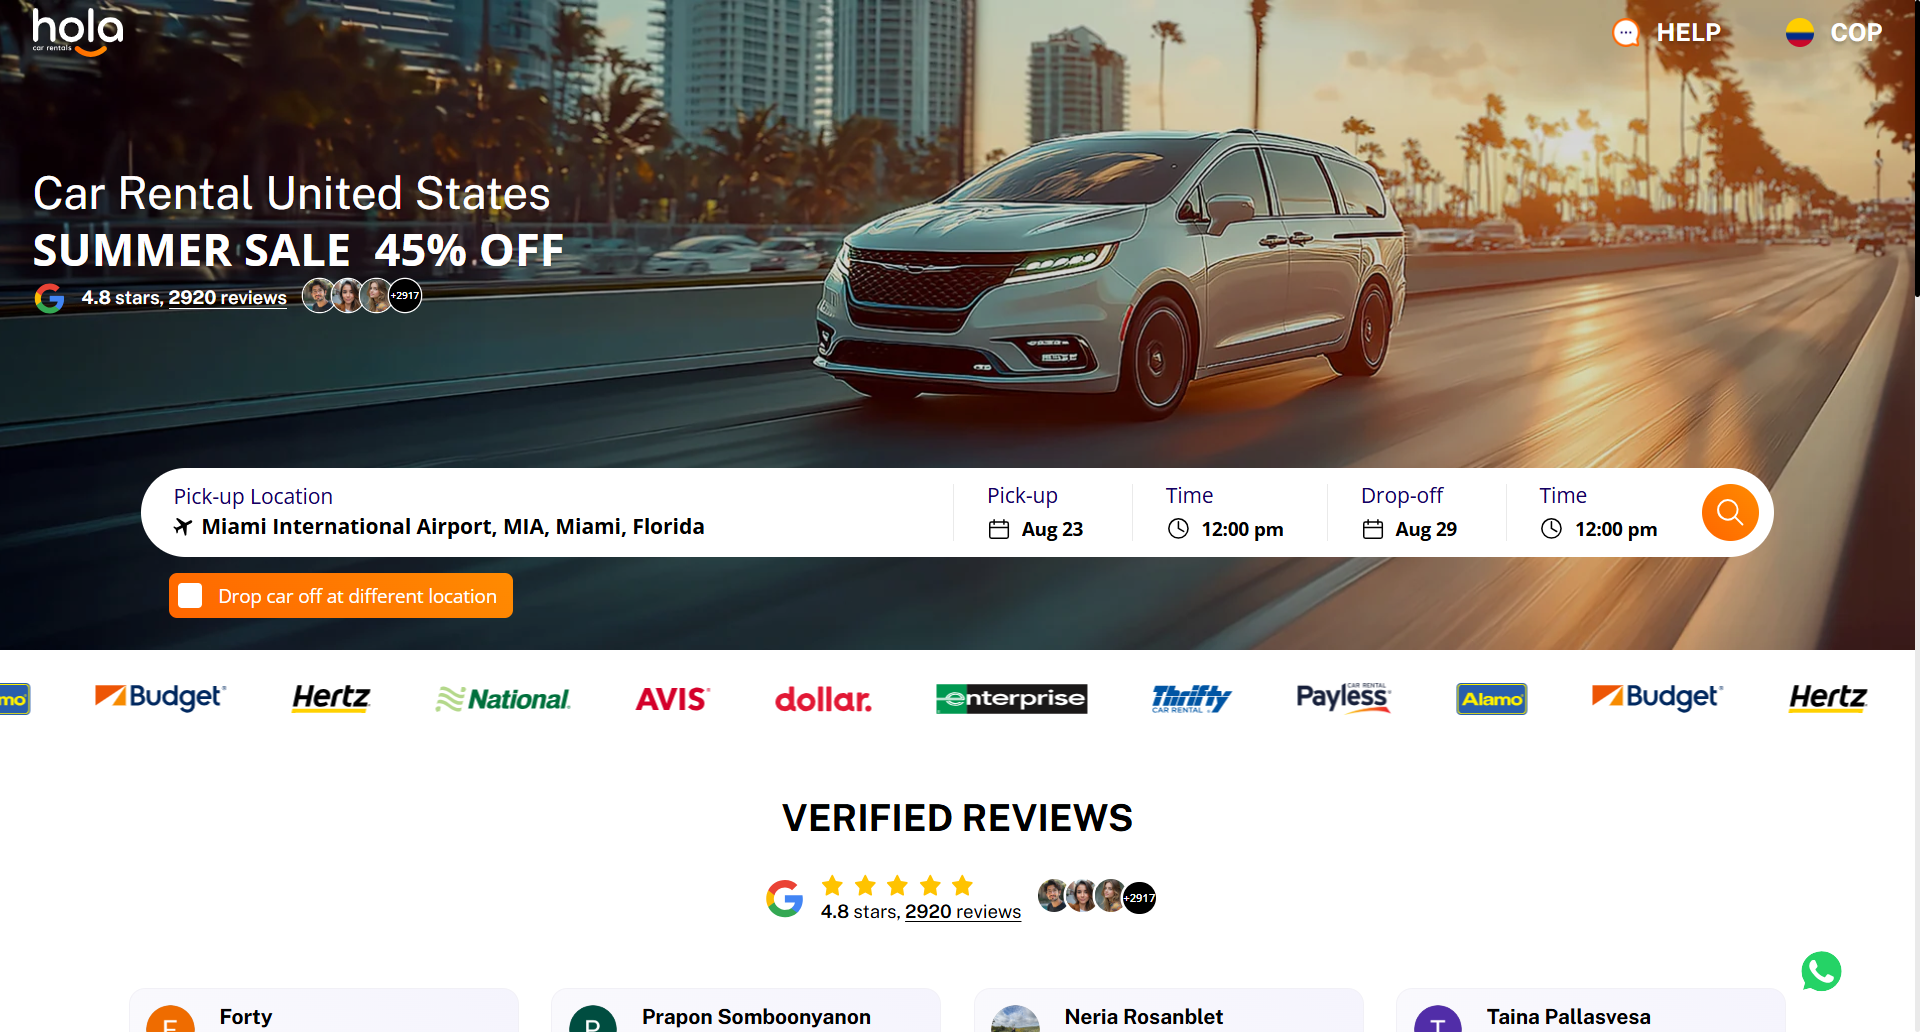 hola
car rentals
HELP
COP
Car Rental United States
SUMMER SALE 45% OFF
4.8 stars, 2920 reviews
+2917
Pick-up Location
Miami International Airport, MIA, Miami, Florida
Pick-up
Aug 23
Time
12:00 pm
Drop-off
Aug 29
Time
12:00 pm
Drop car off at different location
mo
Budget
Hertz
National
AVIS
dollar.
enterprise
Thrifty
CAR RENTAL
CAR RENTAL
Payless
Alamo
Budget
Hertz
VERIFIED REVIEWS
4.8 stars, 2920 reviews
+2917
F
Forty
P
Prapon Somboonyanon
Neria Rosanblet
T
Taina Pallasvesa